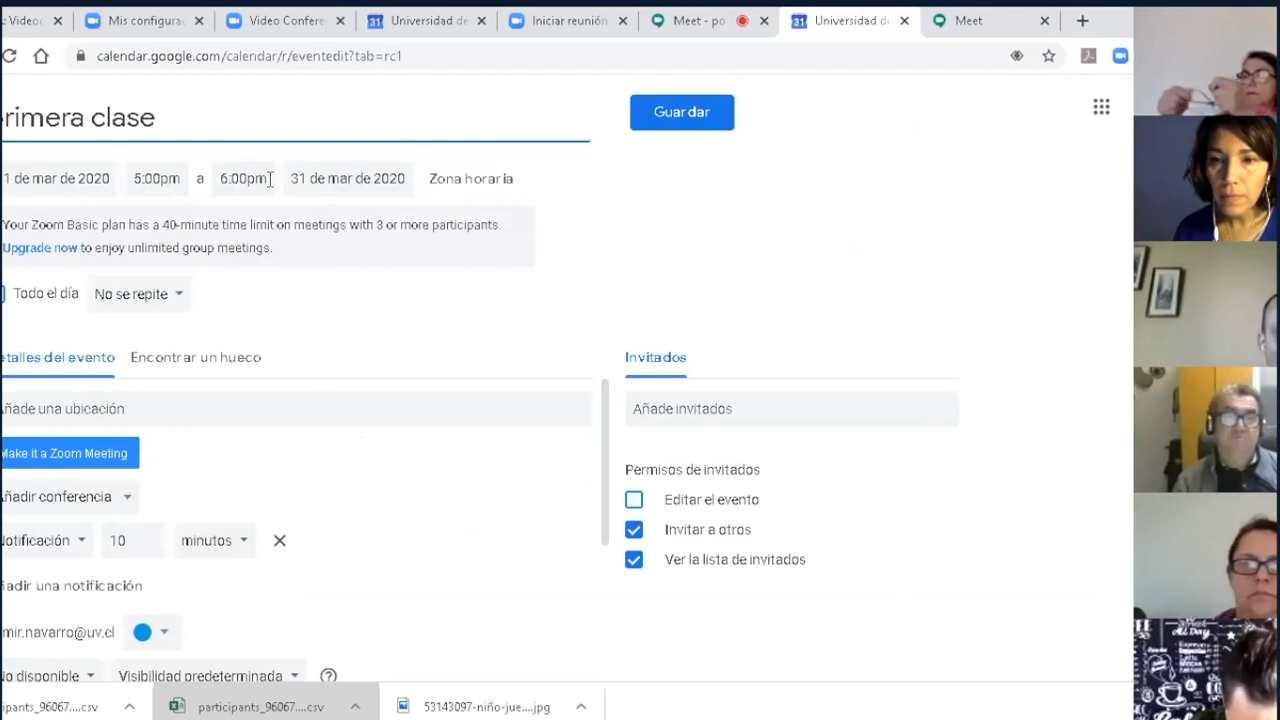 : Videoc
Mis configura
Video Confere
Universidad de
Iniciar reunión
Meet - po
Universidad de
Meet
calendar.google.com/calendar/r/eventedit?tab=rc1
rimera clase
Guardar
1 de mar de 2020 5:00pm a 6:00pm 31 de mar de 2020 Zona horaria
Your Zoom Basic plan has a 40-minute time limit on meetings with 3 or more participants.
Upgrade now to enjoy unlimited group meetings.
Todo el día No se repite
etalles del evento Encontrar un hueco
Invitados
ñade una ubicación
Añade invitados
Make it a Zoom Meeting
Permisos de invitados
ñadir conferencia
Editar el evento
Invitar a otros
otificación 10 minutos
Ver la lista de invitados
ñadir una notificación
mir.navarro@uv.cl
o disponible Visibilidad predeterminada
ipants_96067....csv
participants_96067....csv
53143097-niño-jue....jpg
All Day